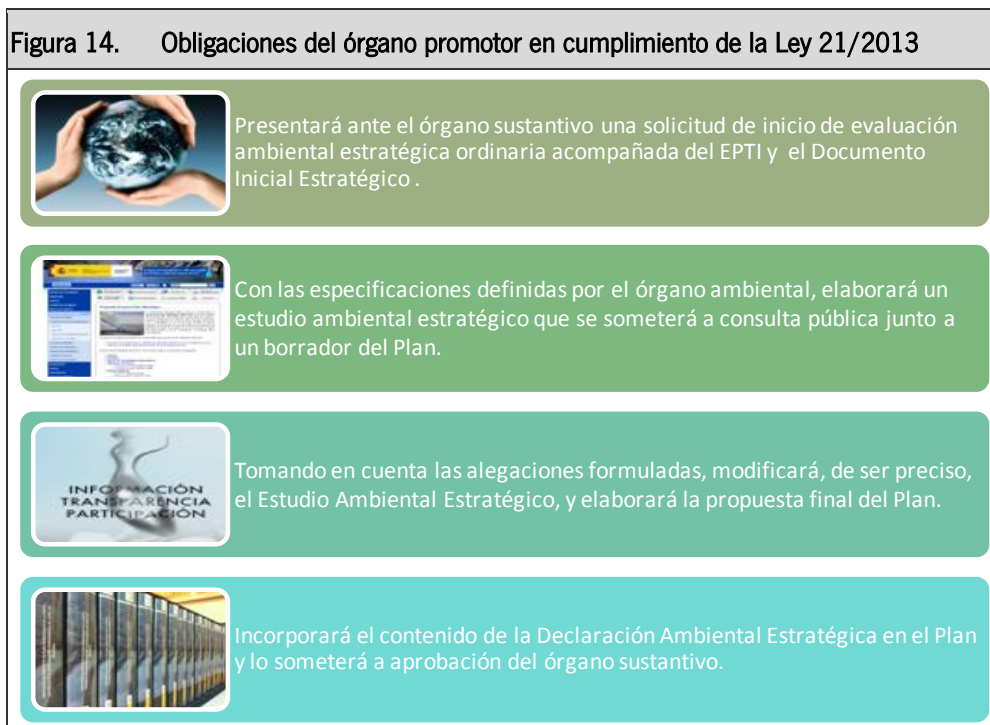 Figura 14. Obligaciones del órgano promotor en cumplimiento de la Ley 21/2013
Presentará ante el órgano sustantivo una solicitud de inicio de evaluación
ambiental estratégica ordinaria acompañada del EPTI y el Documento
Inicial Estratégico .
Con las especificaciones definidas por el órgano ambiental, elaborará un
estudio ambiental estratégico que se someterá a consulta pública junto a
un borrador del Plan.
INFORMACIÓN
TRANSPARENCIA
PARTICIPACIÓN
Tomando en cuenta las alegaciones formuladas, modificará, de ser preciso,
el Estudio Ambiental Estratégico, y elaborará la propuesta final del Plan.
Incorporará el contenido de la Declaración Ambiental Estratégica en el Plan
y lo someterá a aprobación del órgano sustantivo.